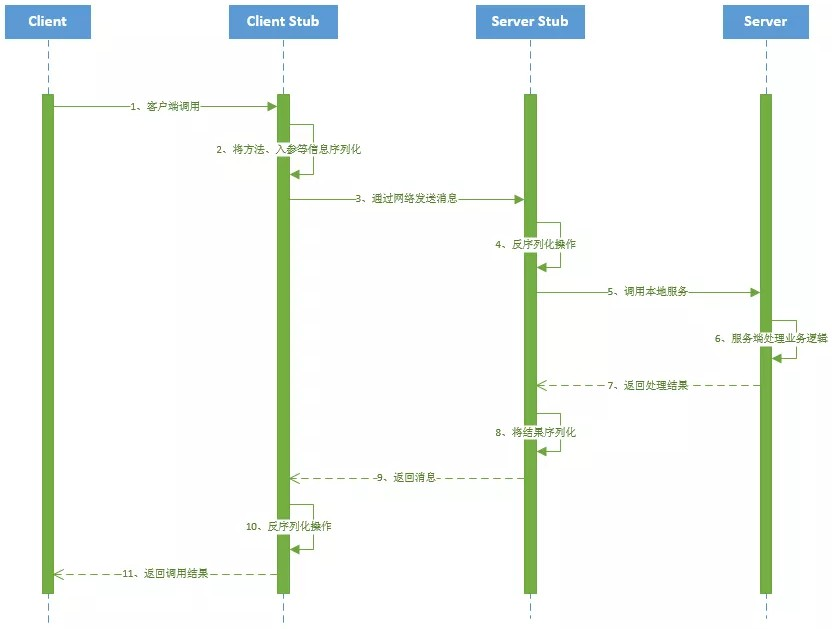 Client
Client Stub
Server Stub
Server
1、客户端调用
2、将方法、入参等信息序列化
3、通过网络发送消息
4、反序列化操作
5、调用本地服务
6、服务端处理业务逻辑
7、返回处理结果
8、将结果序列化
9、返回消息
10、反序列化操作
11、返回调用结果